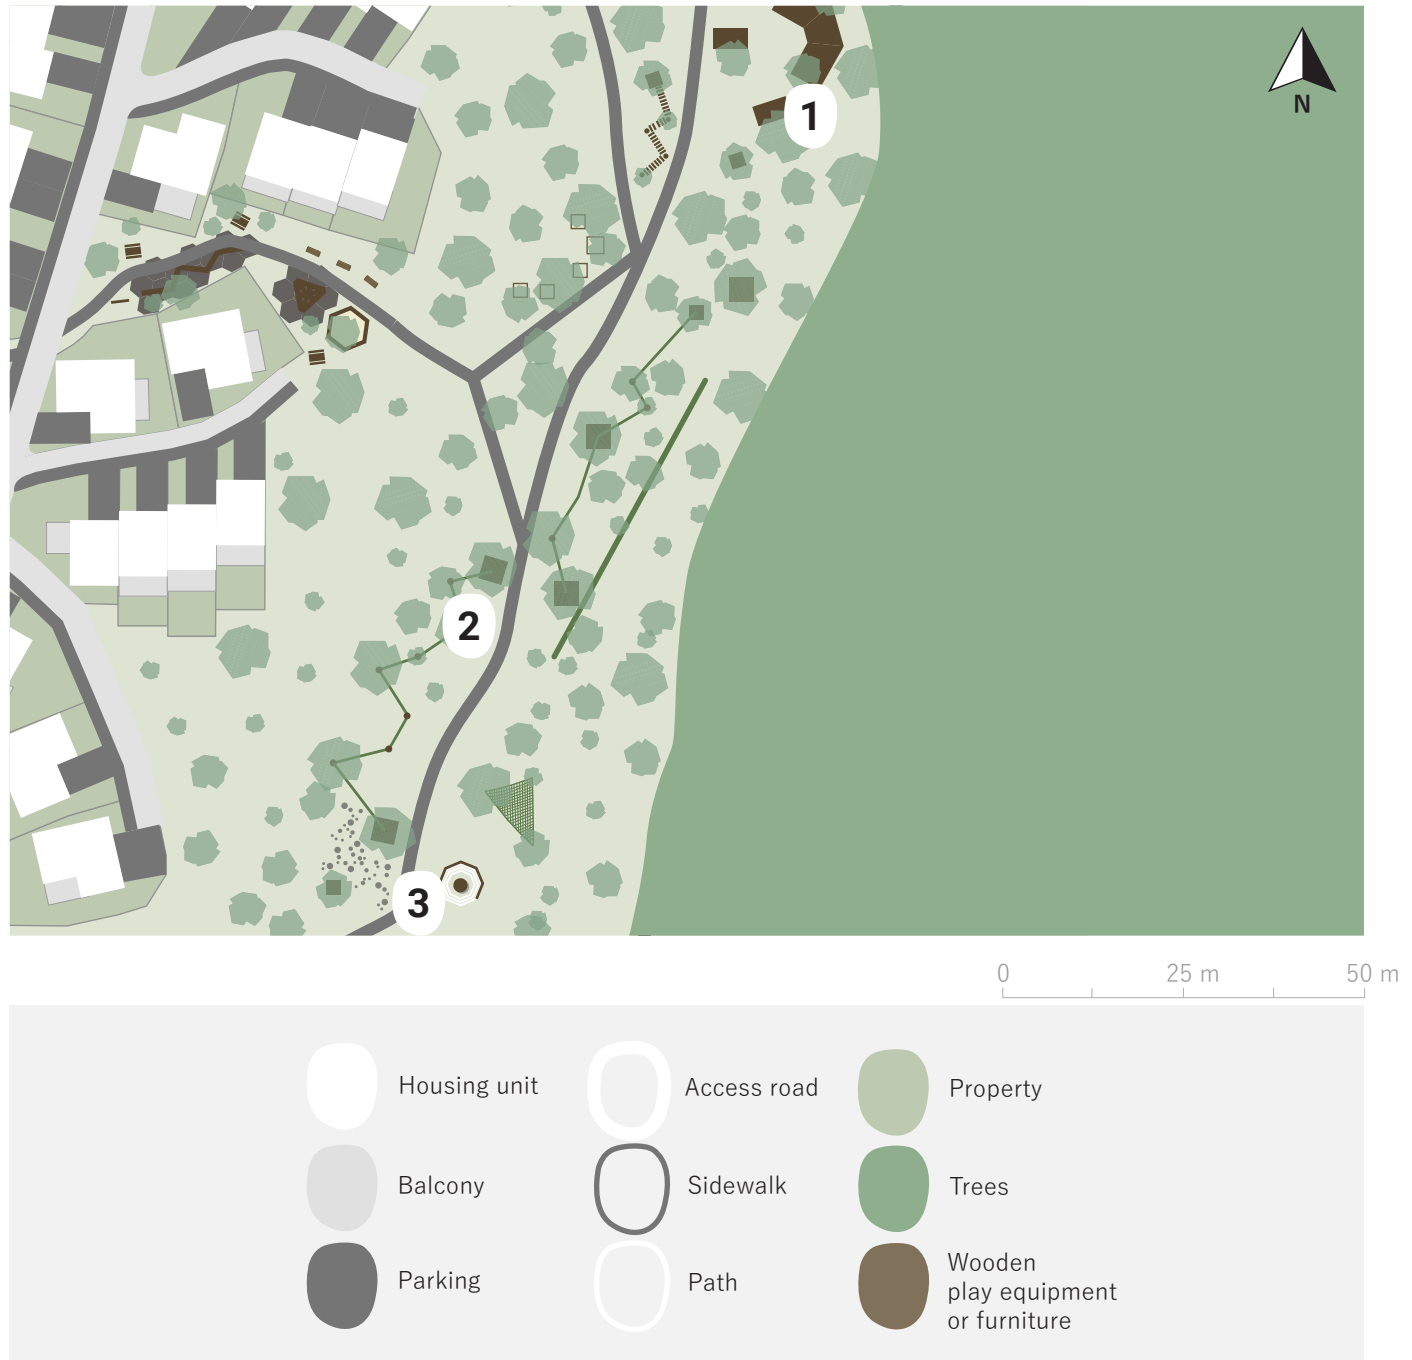 N
1
2
3
0 25 m 50 m
Housing unit
Access road
Property
Balcony
Sidewalk
Trees
Parking
Path
Wooden
play equipment
or furniture